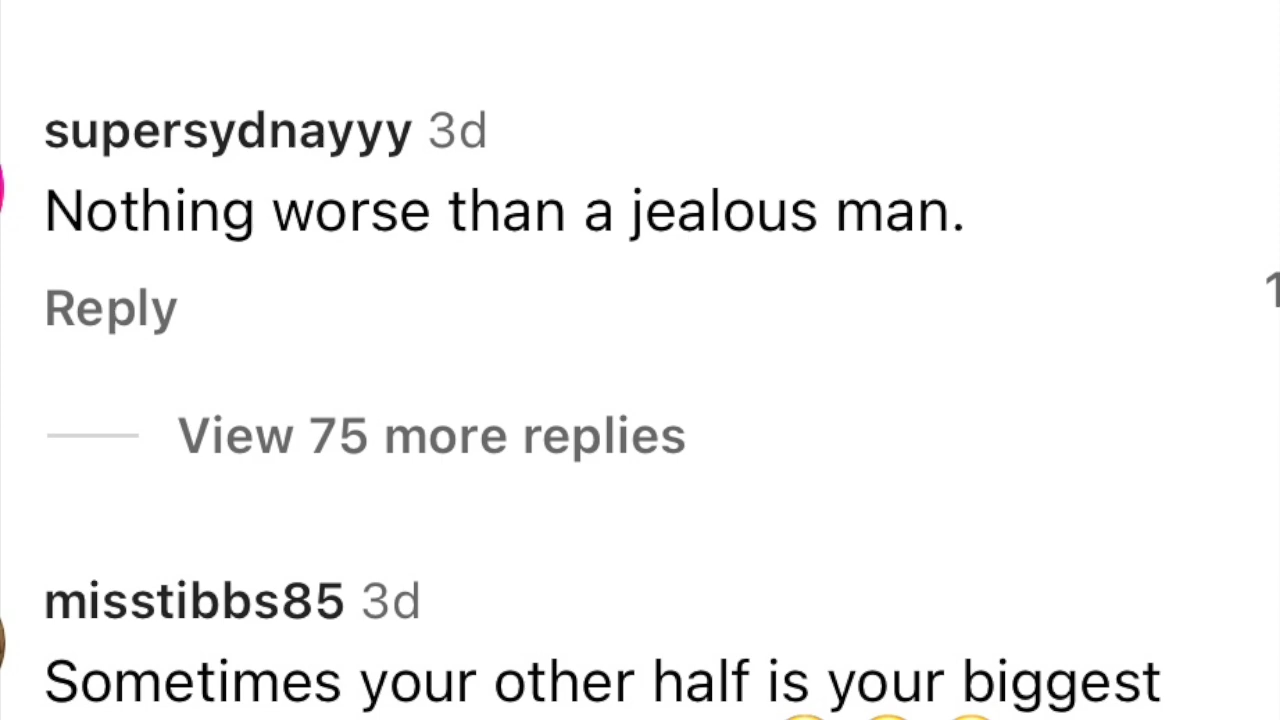 supersydnayyy 3d
Nothing worse than a jealous man.
Reply
View 75 more replies
misstibbs85 3d
Sometimes your other half is your biggest